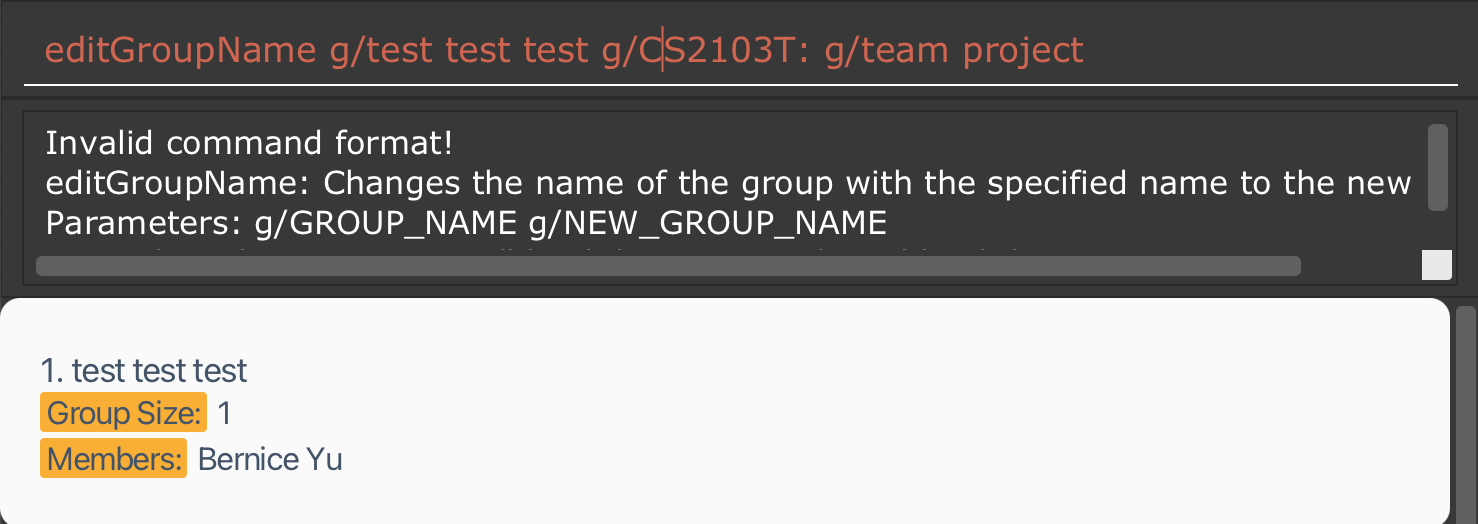 editGroupName g/test test test g/CS2103T: g/team project
Invalid command format!
editGroupName: Changes the name of the group with the specified name to the new
Parameters: g/GROUP_NAME g/NEW_GROUP_NAME
1. test test test
Group Size: 1
Members: Bernice Yu